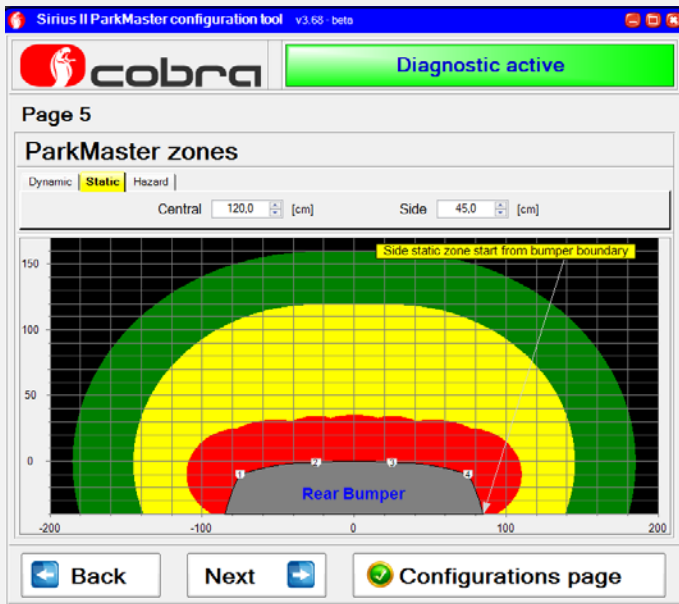 Sirius II ParkMaster configuration tool v3.68 - beta
cobra
Diagnostic active
Page 5
ParkMaster zones
Dynamic Static Hazard
Central 120,0 [cm] Side 45,0 [cm]
Side static zone start from bumper boundary
150
100
50
0
1 2 3 4
Rear Bumper
-200 -100 0 100 200
Back Next Configurations page